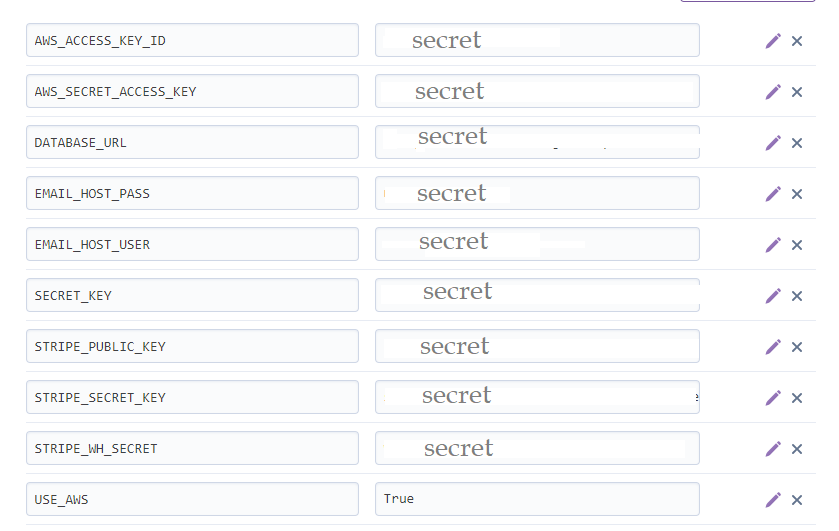 AWS_ACCESS_KEY_ID secret
AWS_SECRET_ACCESS_KEY secret
DATABASE_URL secret
EMAIL_HOST_PASS secret
EMAIL_HOST_USER secret
SECRET_KEY secret
STRIPE_PUBLIC_KEY secret
STRIPE_SECRET_KEY secret
STRIPE_WH_SECRET secret
USE_AWS True